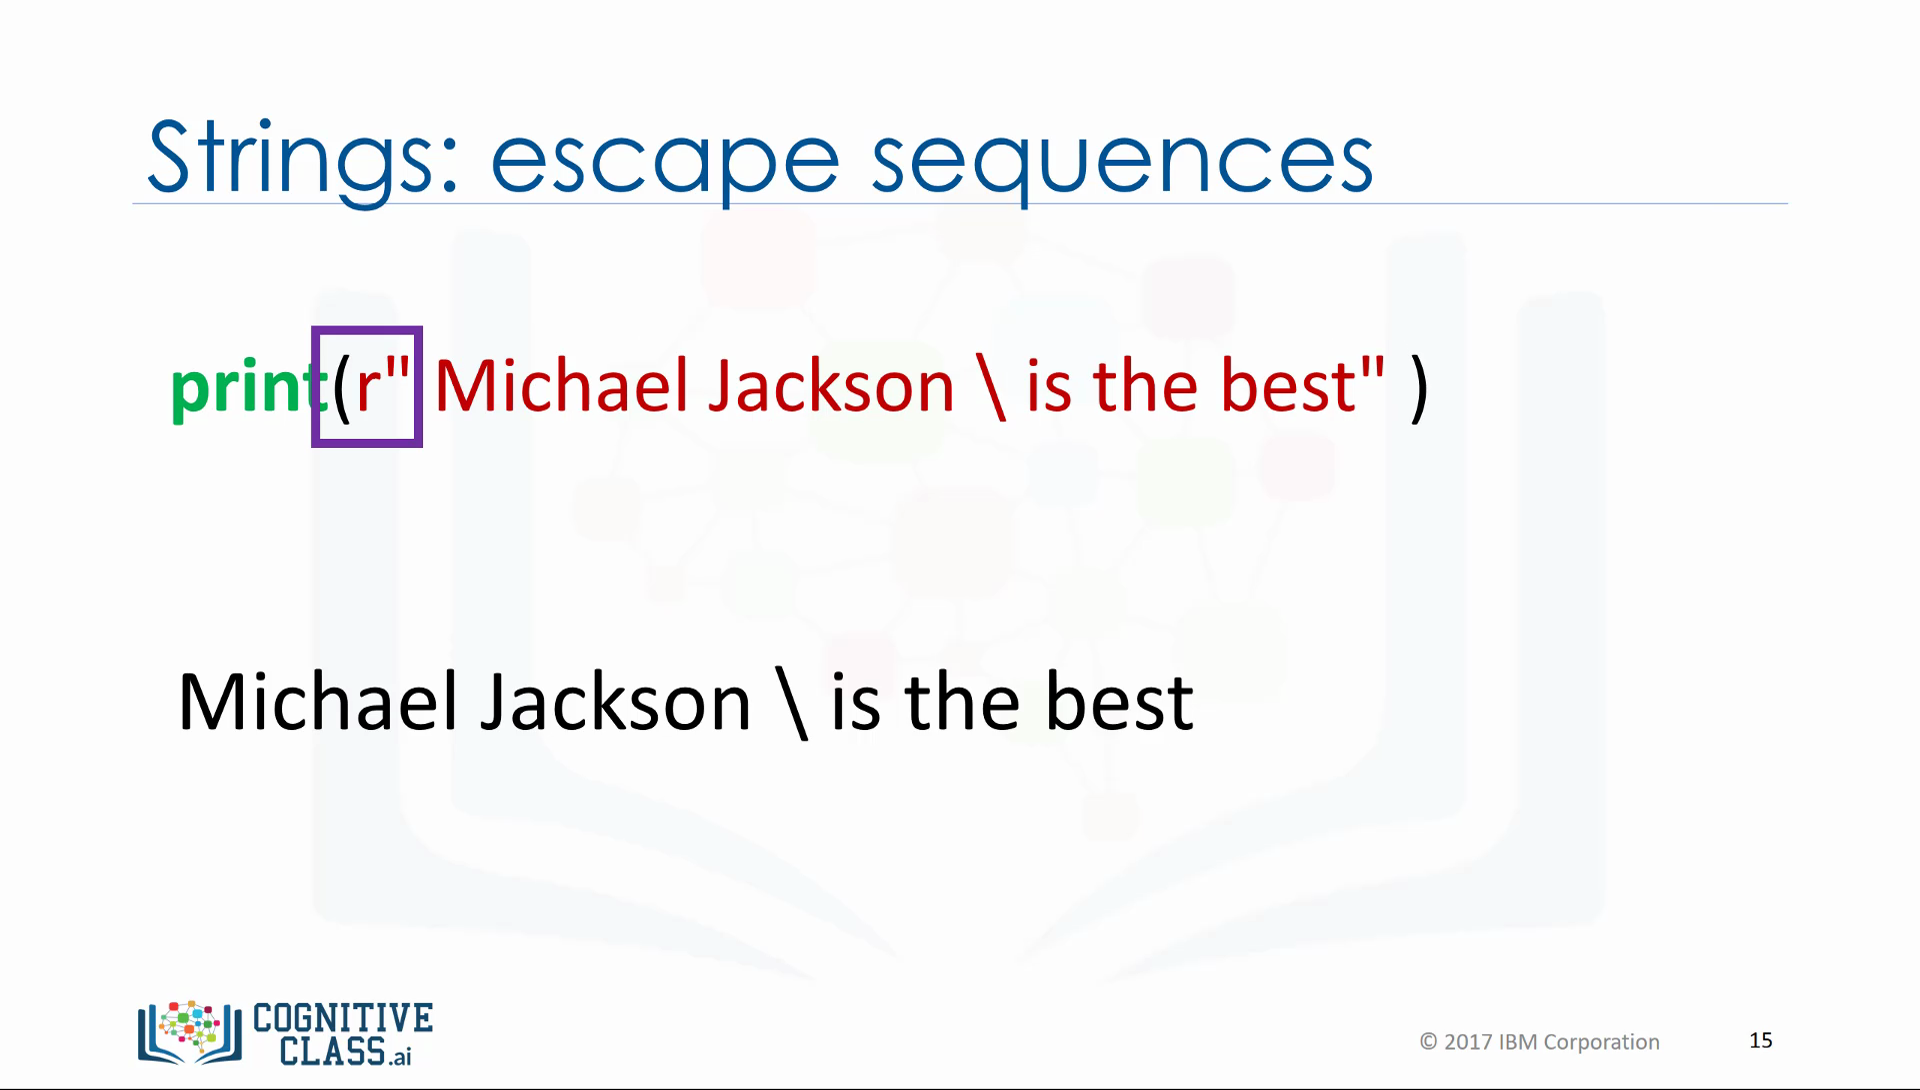 Strings: escape sequences
print(r" Michael Jackson \ is the best" )
Michael Jackson \ is the best
COGNITIVE
CLASS.ai
© 2017 IBM Corporation 15